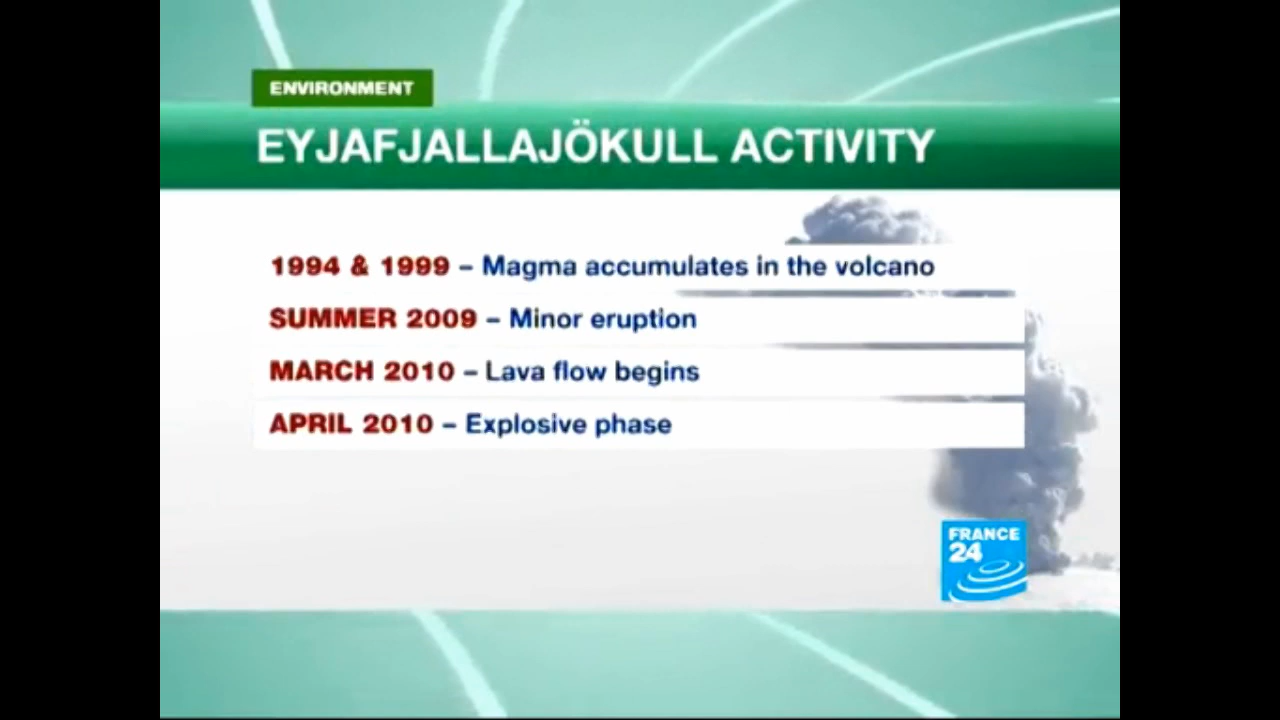 ENVIRONMENT
EYJAFJALLAJÖKULL ACTIVITY
1994 & 1999 – Magma accumulates in the volcano
SUMMER 2009 – Minor eruption
MARCH 2010 – Lava flow begins
APRIL 2010 – Explosive phase
FRANCE
24